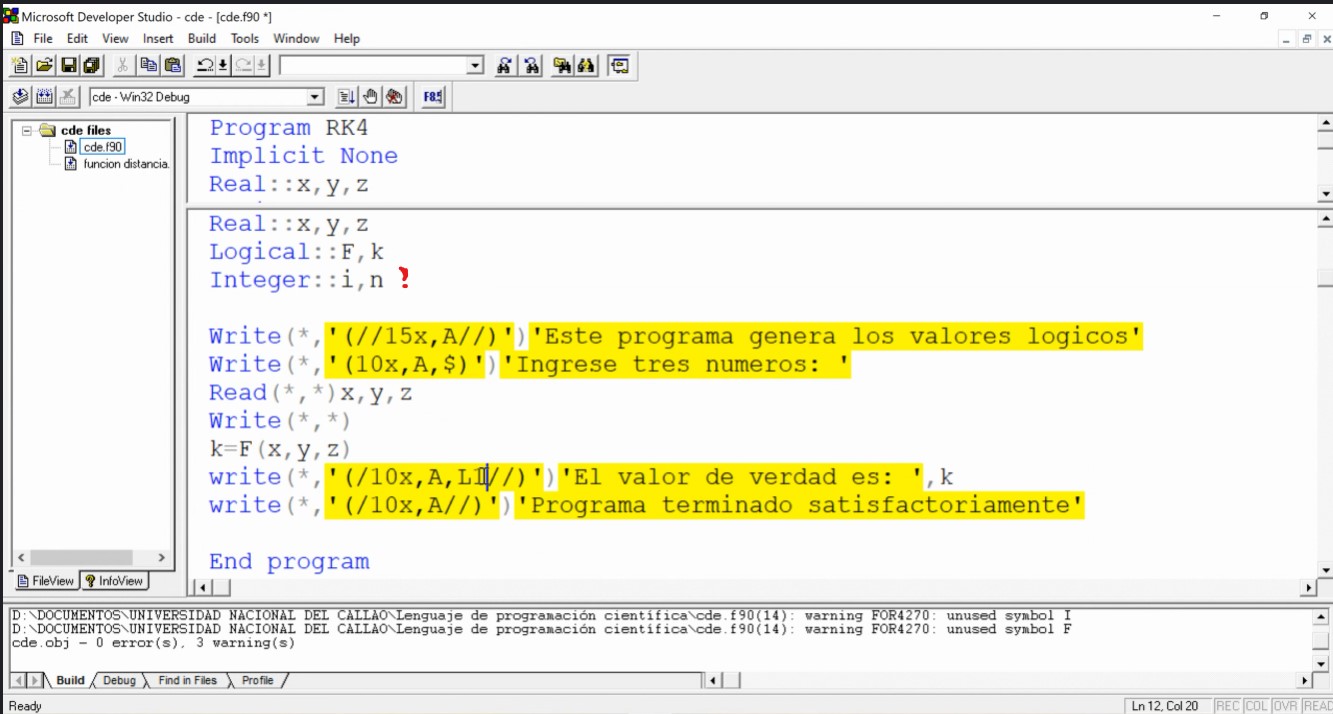 Microsoft Developer Studio - cde - [cde.f90 *]
File Edit View Insert Build Tools Window Help
cde - Win32 Debug
cde files
cde.f90
funcion distancia.
Program RK4
Implicit None
Real::x,y,z
Real::x,y,z
Logical::F,k
Integer::i,n ?
Write(*,'(//15x,A//)')'Este programa genera los valores logicos'
Write(*,'(10x,A,$)')'Ingrese tres numeros: '
Read(*,*)x,y,z
Write(*,*)
k=F(x,y,z)
write(*,'(/10x,A,L1//)')'El valor de verdad es: ',k
write(*,'(/10x,A//)')'Programa terminado satisfactoriamente'
End program
FileView InfoView
D:\DOCUMENTOS\UNIVERSIDAD NACIONAL DEL CALLAO\Lenguaje de programación científica\cde.f90(14): warning FOR4270: unused symbol I
D:\DOCUMENTOS\UNIVERSIDAD NACIONAL DEL CALLAO\Lenguaje de programación científica\cde.f90(14): warning FOR4270: unused symbol F
cde.obj - 0 error(s), 3 warning(s)
Build Debug Find in Files Profile
Ready
Ln 12, Col 20 REC COL OVR READ